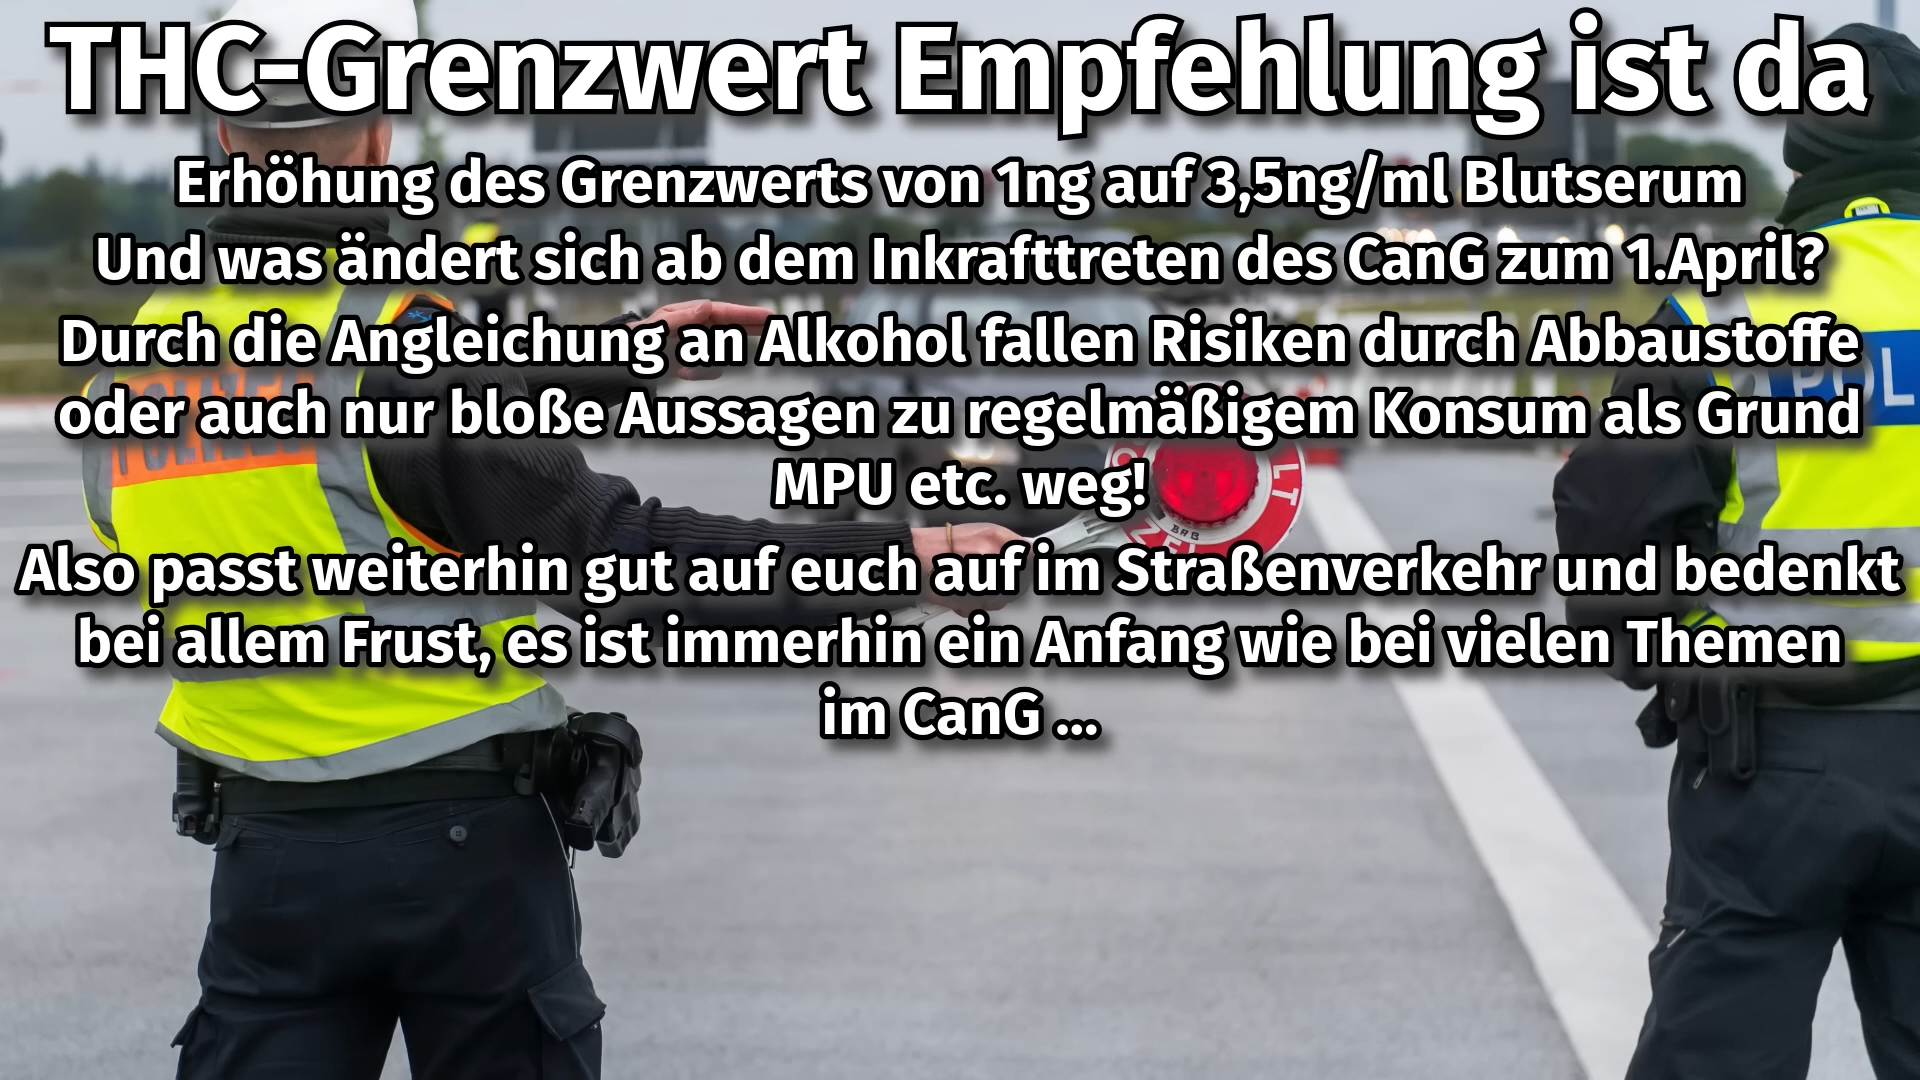 THC-Grenzwert Empfehlung ist da
Erhöhung des Grenzwerts von 1ng auf 3,5ng/ml Blutserum
Und was ändert sich ab dem Inkrafttreten des CanG zum 1.April?
Durch die Angleichung an Alkohol fallen Risiken durch Abbaustoffe
oder auch nur bloße Aussagen zu regelmäßigem Konsum als Grund
MPU etc. weg!
Also passt weiterhin gut auf euch auf im Straßenverkehr und bedenkt
bei allem Frust, es ist immerhin ein Anfang wie bei vielen Themen
im CanG ...
POLIZEI
POL
BRB